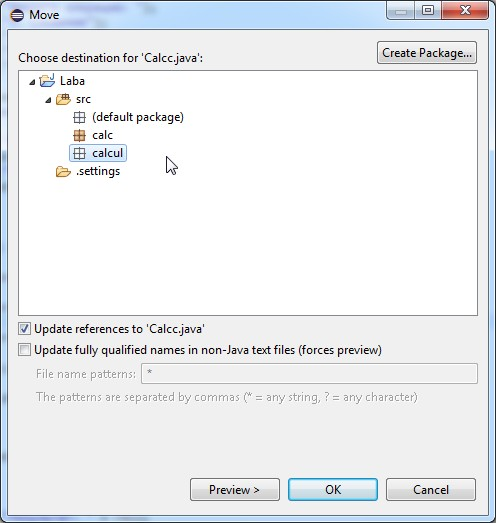 Move
Choose destination for 'Calcc.java':
Create Package...
Laba
src
(default package)
calc
calcul
.settings
Update references to 'Calcc.java'
Update fully qualified names in non-Java text files (forces preview)
File name patterns: *
The patterns are separated by commas (* = any string, ? = any character)
Preview > OK Cancel